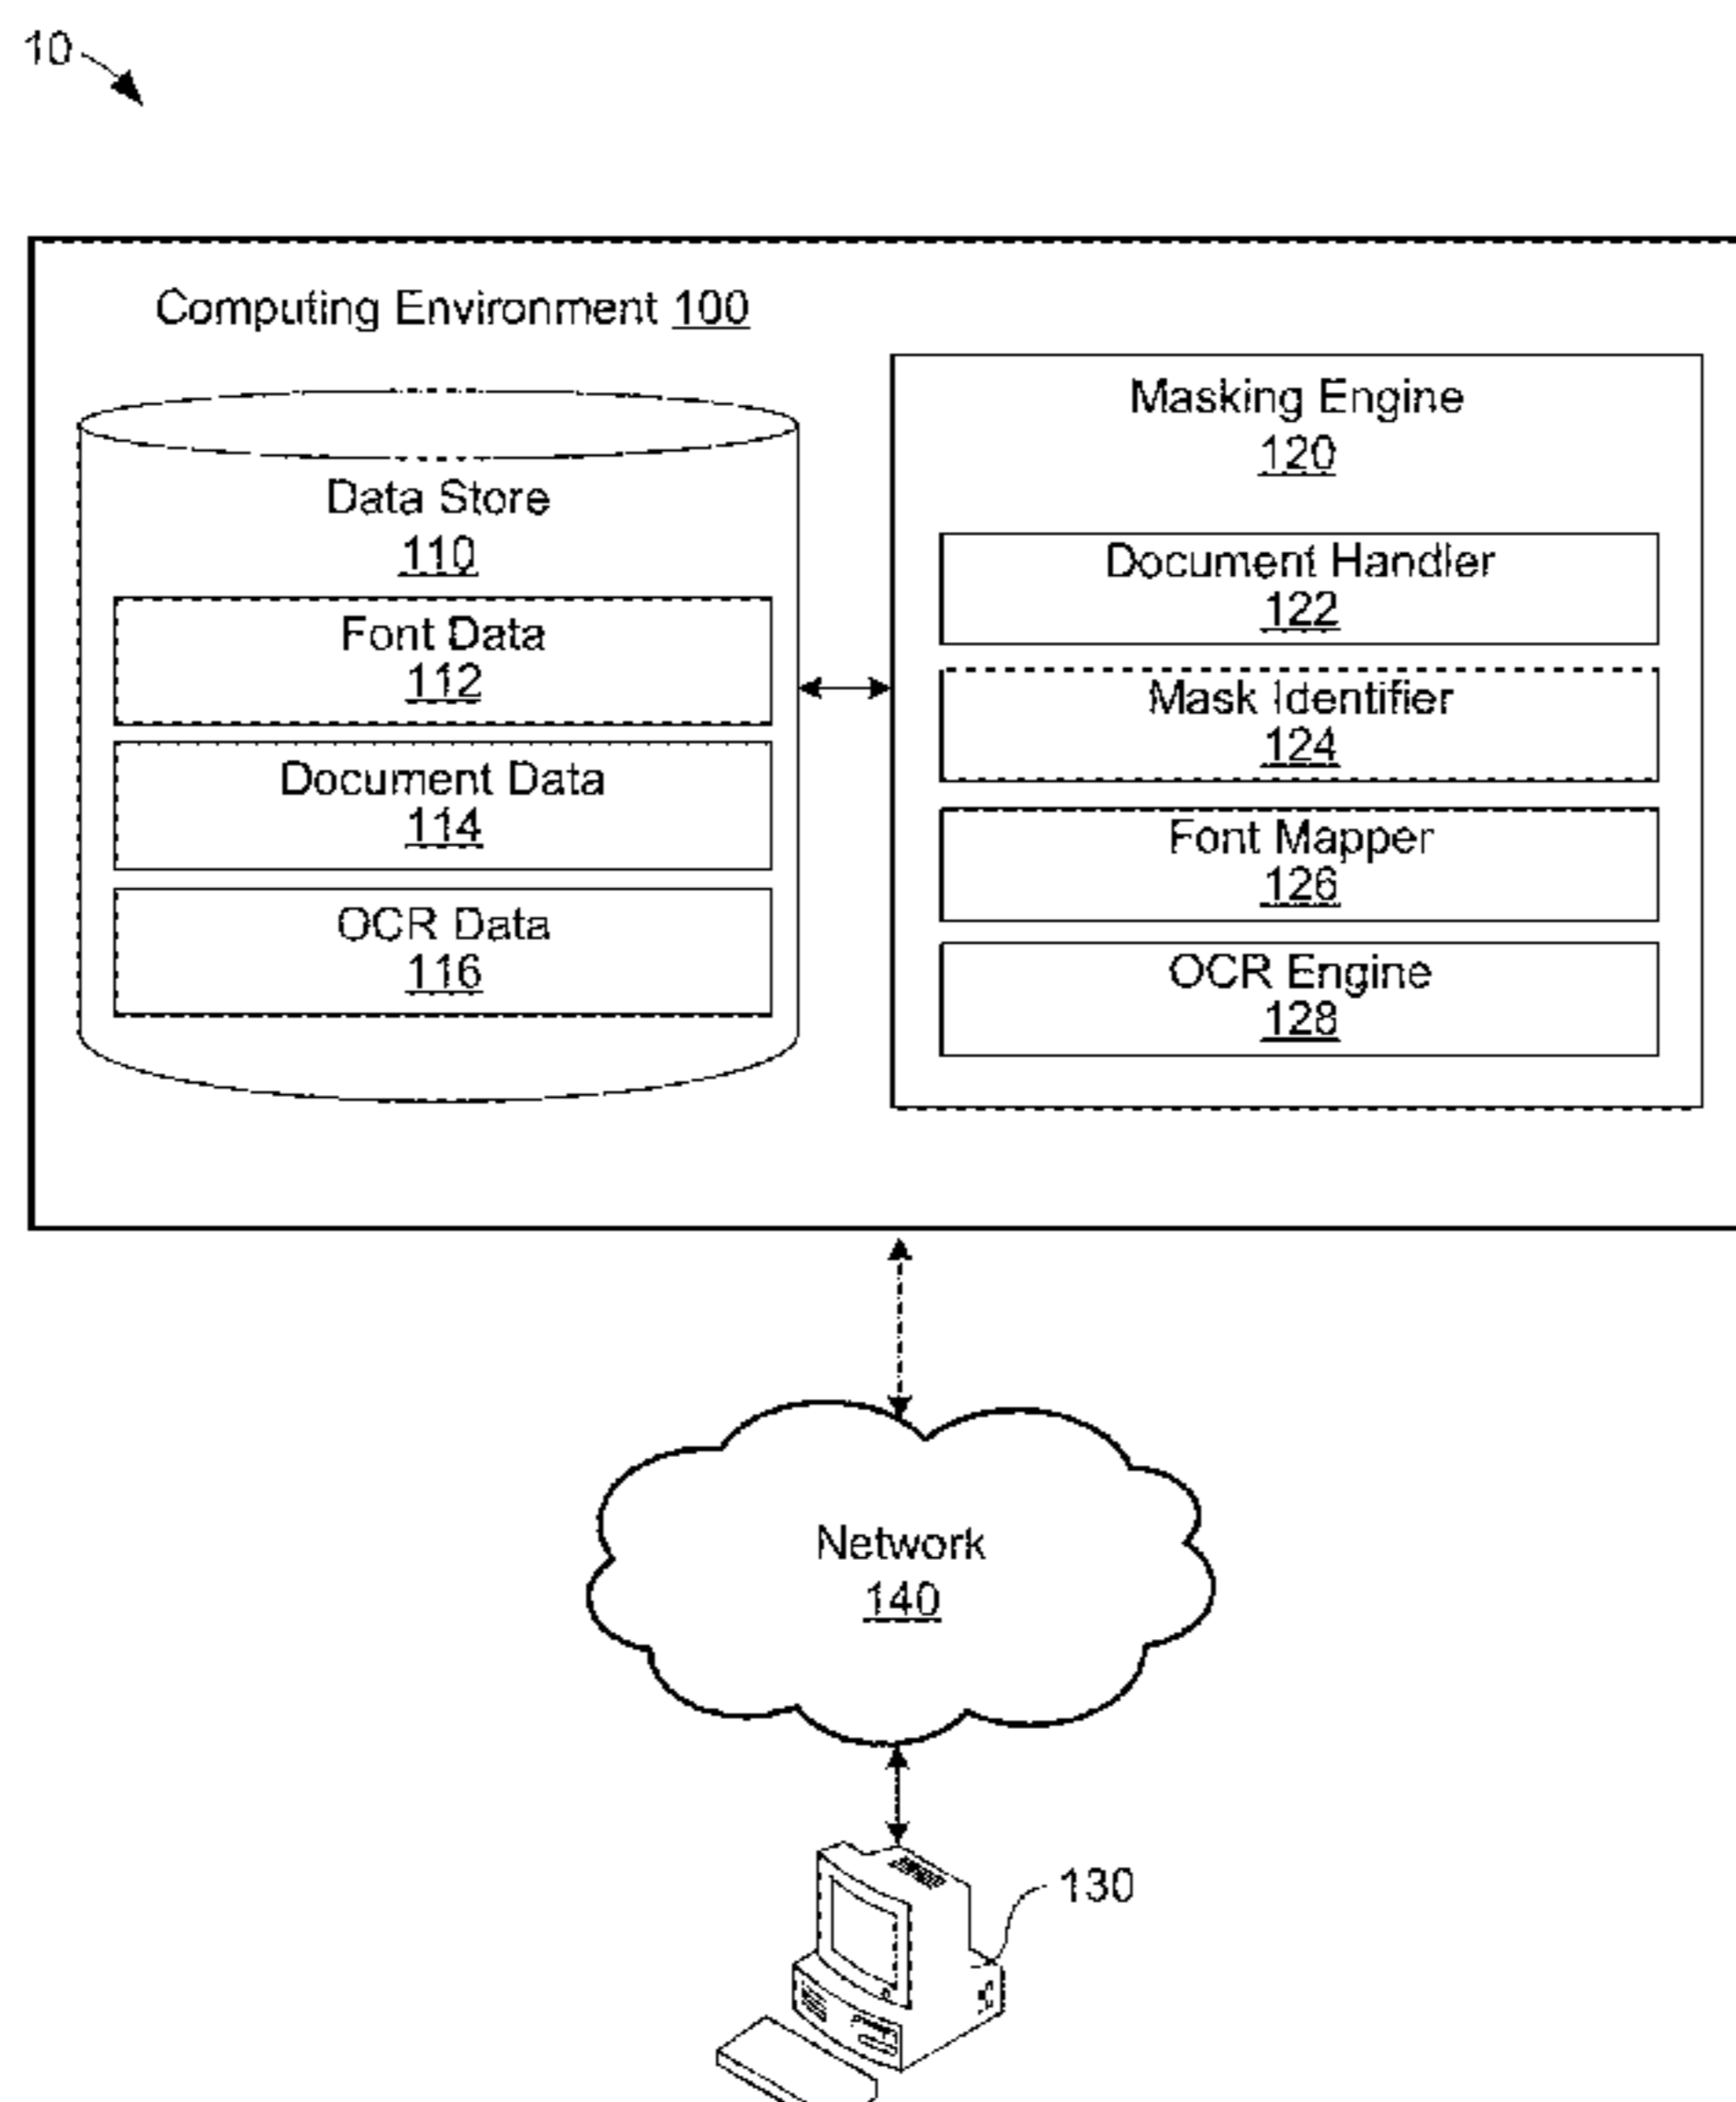 10
Computing Environment 100
Data Store
110
Font Data
112
Document Data
114
OCR Data
116
Masking Engine
120
Document Handler
122
Mask Identifier
124
Font Mapper
126
OCR Engine
128
Network
140
130